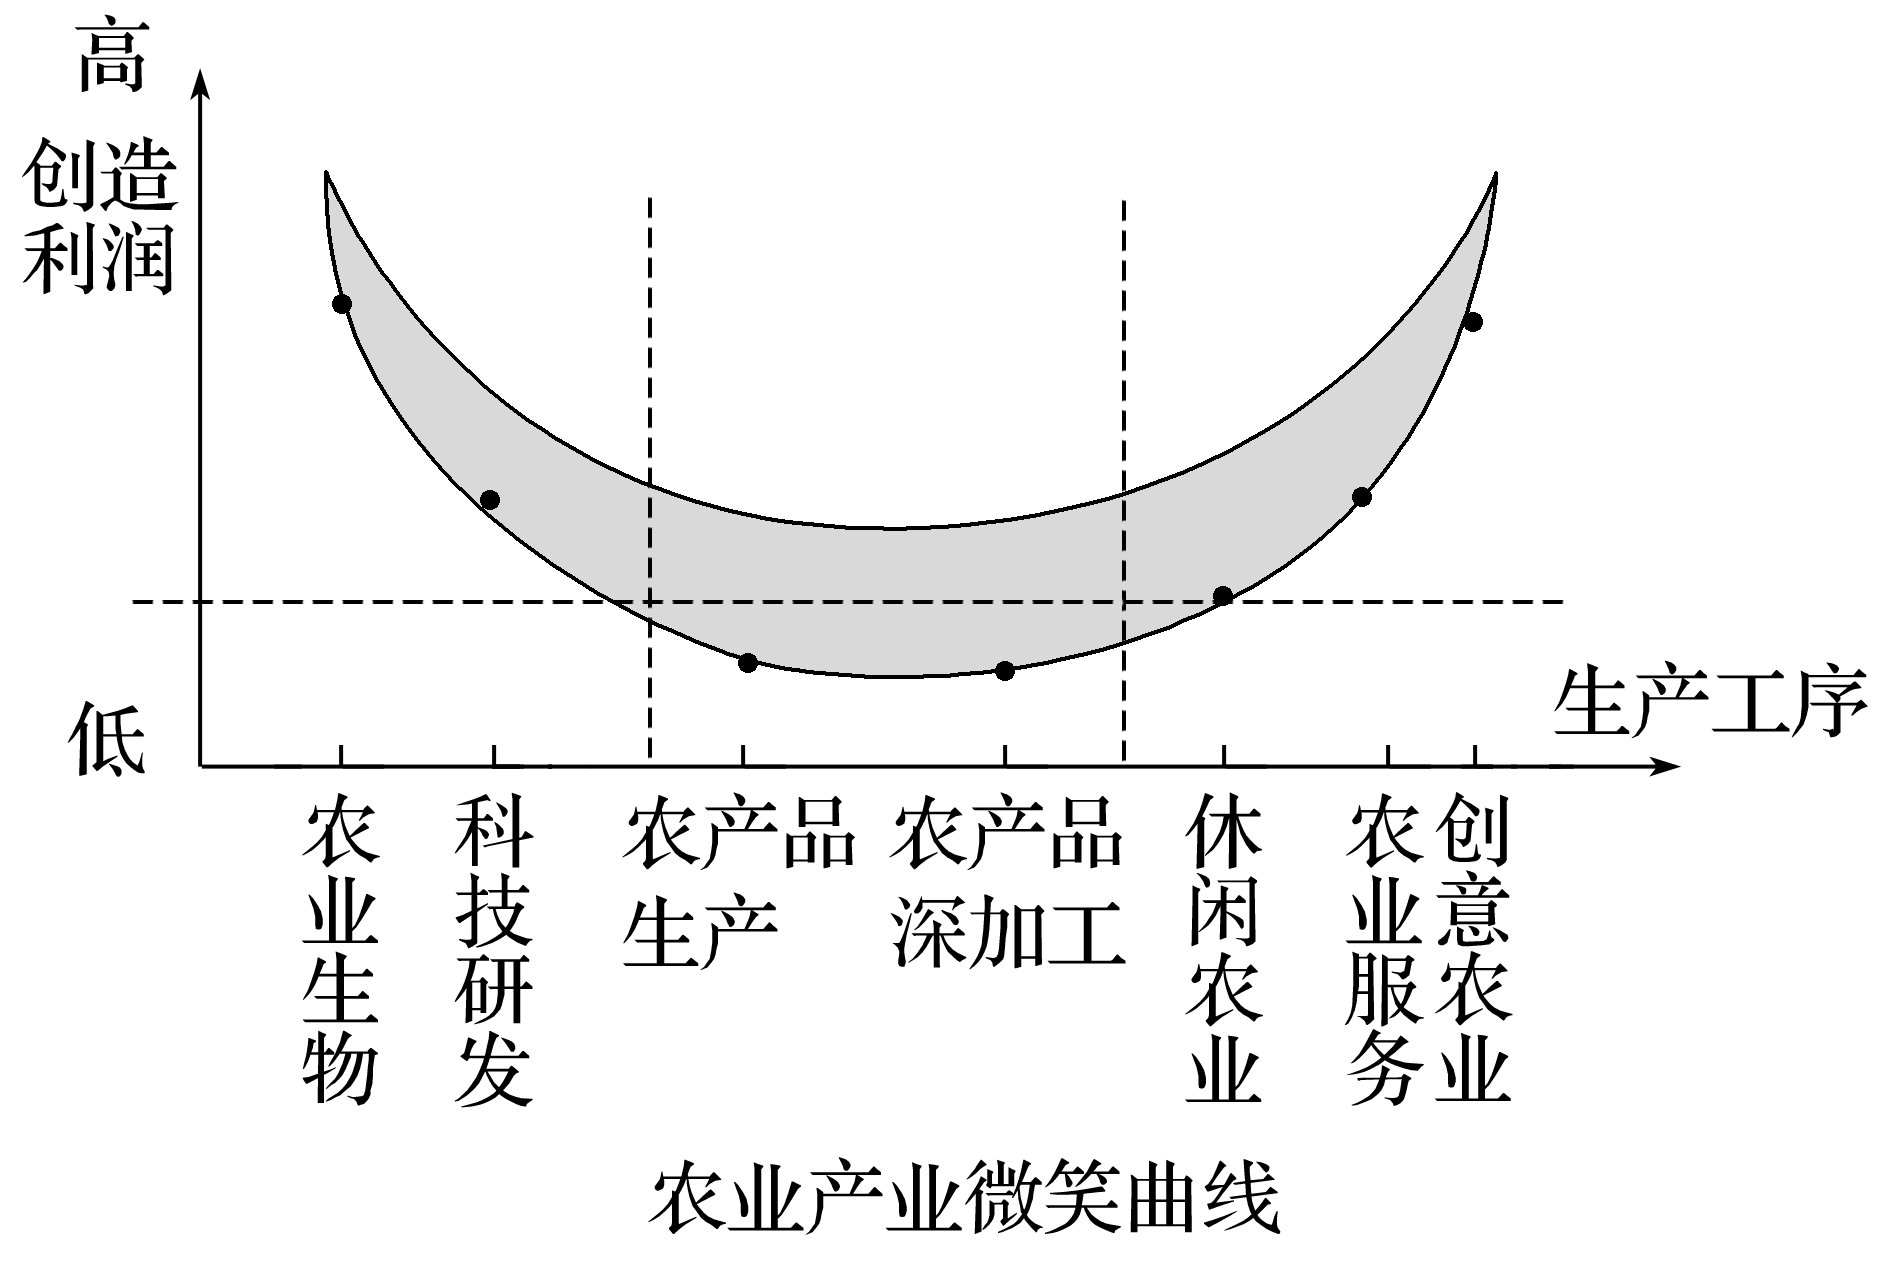 高
创造
利润
低
生产工序
农业生物
科技研发
农产品
生产
农产品
深加工
休闲农业
农业服务
创意农业
农业产业微笑曲线